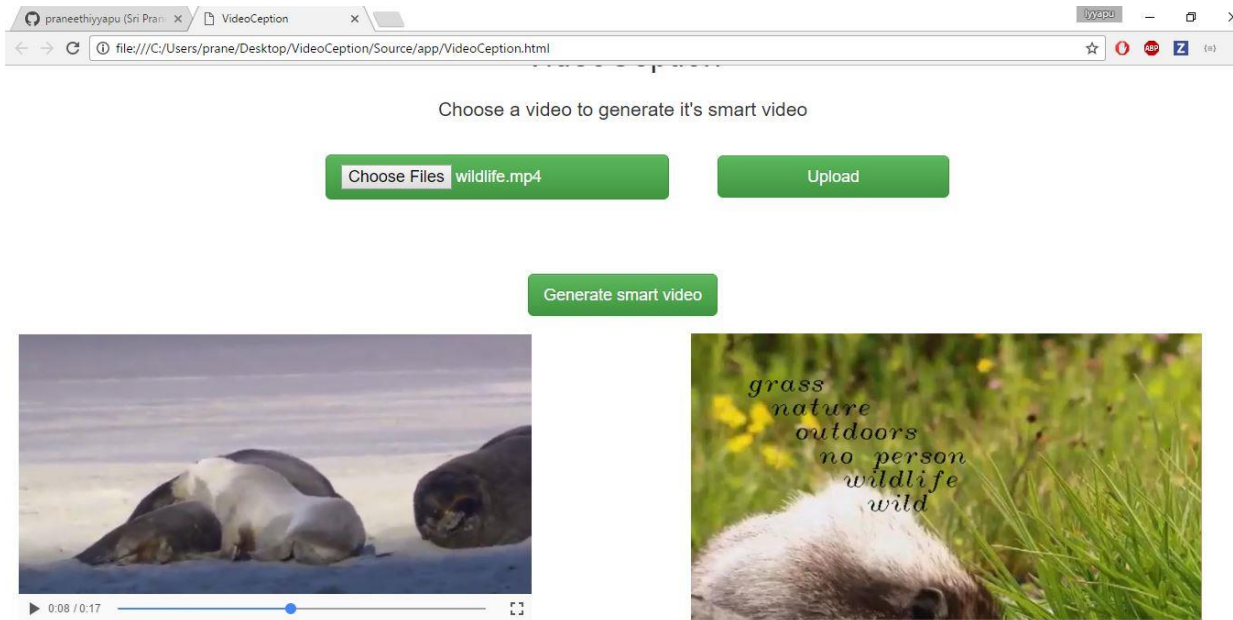 praneethiyyapu (Sri Pran
VideoCeption
Iyyapu
file:///C:/Users/prane/Desktop/VideoCeption/Source/app/VideoCeption.html
ABP
Z
Choose a video to generate it's smart video
Choose Files wildlife.mp4
Upload
Generate smart video
grass
nature
outdoors
no person
wildlife
wild
0:08 / 0:17